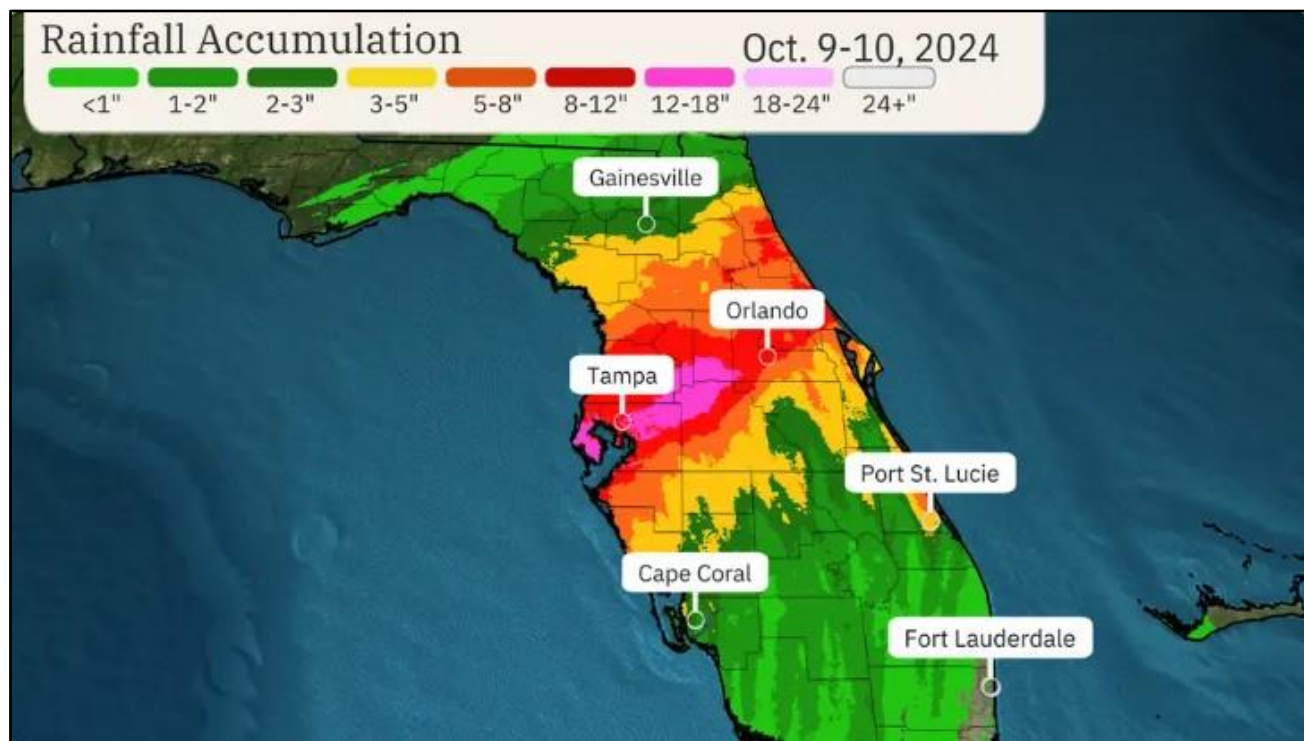 Rainfall Accumulation
Oct. 9-10, 2024
<1" 1-2" 2-3" 3-5" 5-8" 8-12" 12-18" 18-24" 24+"
Gainesville
Orlando
Tampa
Port St. Lucie
Cape Coral
Fort Lauderdale